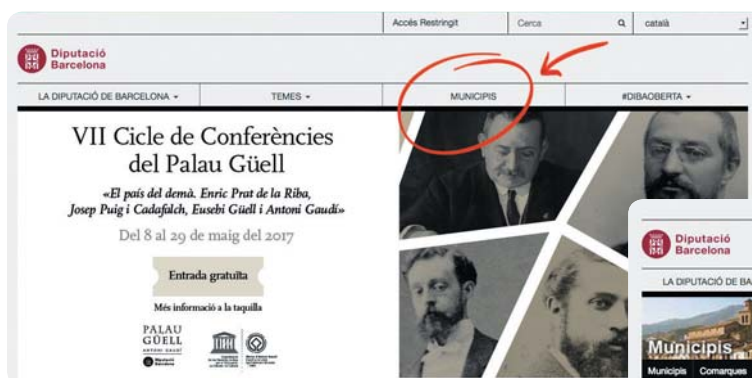 Accés Restringit
Cerca
català
Diputació
Barcelona
LA DIPUTACIÓ DE BARCELONA
TEMES
MUNICIPIS
#DIBAOBERTA
VII Cicle de Conferències
del Palau Güell
«El país del demà. Enric Prat de la Riba,
Josep Puig i Cadafalch, Eusebi Güell i Antoni Gaudí»
Del 8 al 29 de maig del 2017
Entrada gratuïta
Més informació a la taquilla
PALAU
GÜELL
ANTONI GAUDÍ
Diputació
Barcelona
Diputació
Barcelona
LA DIPUTACIÓ DE BA
Municipis
Municipis Comarques